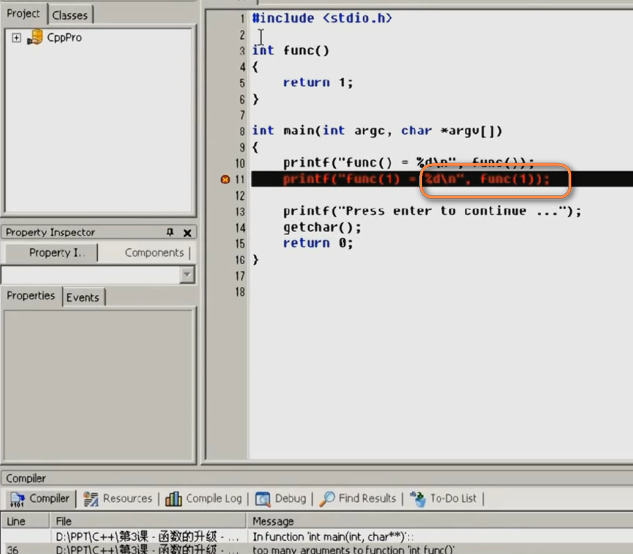 Project Classes
CppPro
1 #include <stdio.h>
2
3 int func()
4 {
5 return 1;
6 }
7
8 int main(int argc, char *argv[])
9 {
10 printf("func() = %d\n", func());
11 printf("func(1) = %d\n", func(1));
12
13 printf("Press enter to continue ...");
14 getchar();
15 return 0;
16 }
17
18
Property Inspector
Property I.. Components
Properties Events
Compiler
Compiler Resources Compile Log Debug Find Results To-Do List
Line File Message
D:\PPT\C++\第3课 - 函数的升级 - ... In function 'int main(int, char**)'::
36 D:\PPT\C++\第3课 - 函数的升级 - ... too many arguments to function 'int func()'